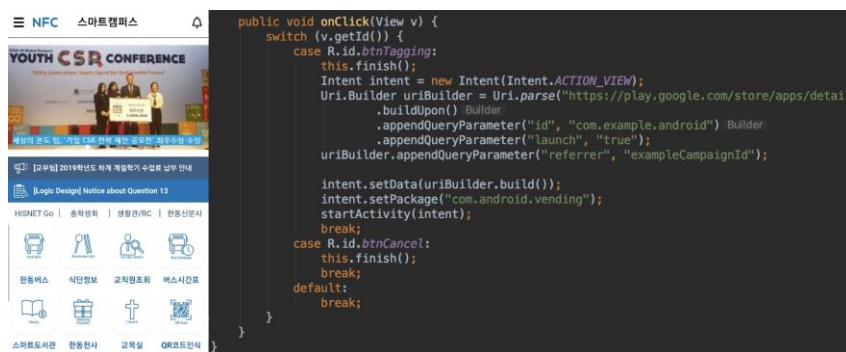 NFC 스마트캠퍼스
YOUTH CSR CONFERENCE
"SDGs Generation: Youth Signal for Sustainable Future"
세상의 온도 팀, '기업 CSR 전략 제안 공모전' 최우수상 수상
[교무팀] 2019학년도 하계 계절학기 수업료 납부 안내
[Logic Design] Notice about Question 13
HISNET Go | 총학생회 | 생활관/RC | 한동신문사
한동버스 식단정보 교직원조회 버스시간표
스마트도서관 한동천사 교목실 QR코드인식
public void onClick(View v) {
switch (v.getId()) {
case R.id.btnTagging:
this.finish();
Intent intent = new Intent(Intent.ACTION_VIEW);
Uri.Builder uriBuilder = Uri.parse("https://play.google.com/store/apps/detai
.buildUpon() Builder
.appendQueryParameter("id", "com.example.android") Builder
.appendQueryParameter("launch", "true");
uriBuilder.appendQueryParameter("referrer", "exampleCampaignId");
intent.setData(uriBuilder.build());
intent.setPackage("com.android.vending");
startActivity(intent);
break;
case R.id.btnCancel:
this.finish();
break;
default:
break;
}
}
}